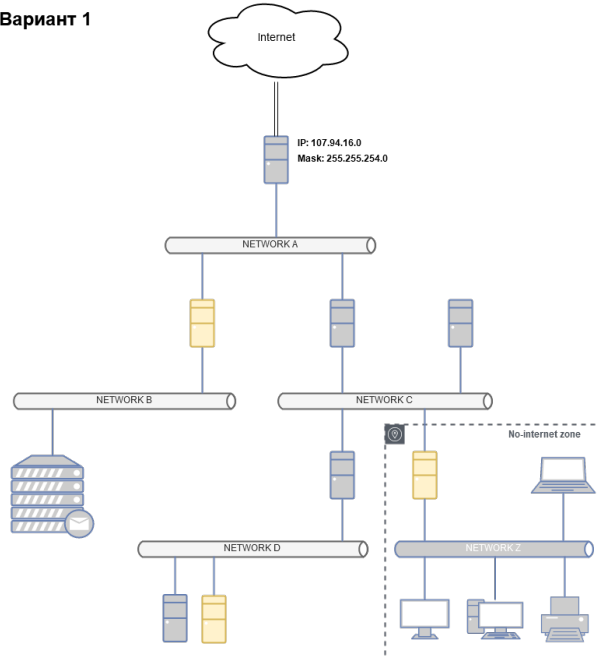 Вариант 1
Internet
IP: 107.94.16.0
Mask: 255.255.254.0
NETWORK A
NETWORK B
NETWORK C
No-internet zone
NETWORK D
NETWORK Z